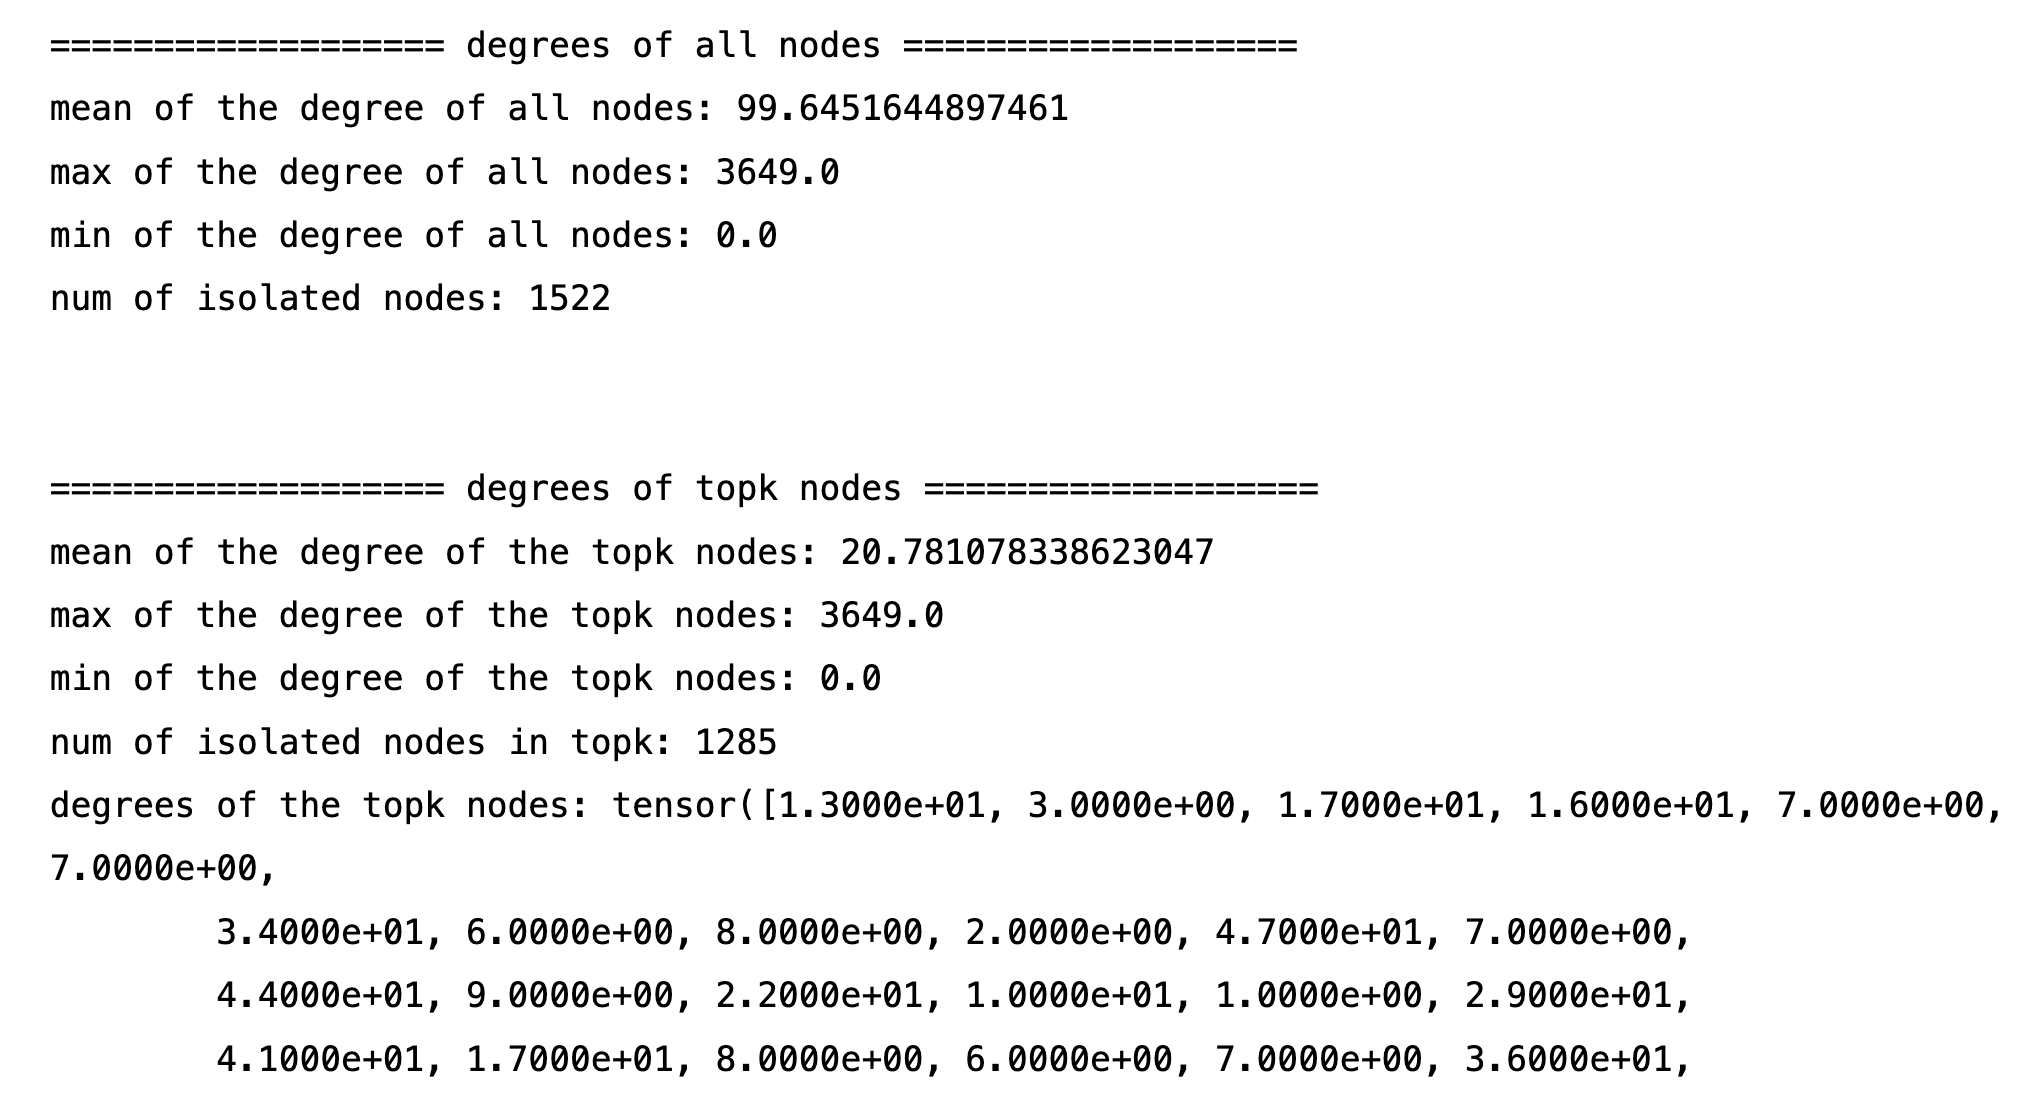 =================== degrees of all nodes ===================
mean of the degree of all nodes: 99.6451644897461
max of the degree of all nodes: 3649.0
min of the degree of all nodes: 0.0
num of isolated nodes: 1522
=================== degrees of topk nodes ===================
mean of the degree of the topk nodes: 20.781078338623047
max of the degree of the topk nodes: 3649.0
min of the degree of the topk nodes: 0.0
num of isolated nodes in topk: 1285
degrees of the topk nodes: tensor([1.3000e+01, 3.0000e+00, 1.7000e+01, 1.6000e+01, 7.0000e+00,
7.0000e+00,
3.4000e+01, 6.0000e+00, 8.0000e+00, 2.0000e+00, 4.7000e+01, 7.0000e+00,
4.4000e+01, 9.0000e+00, 2.2000e+01, 1.0000e+01, 1.0000e+00, 2.9000e+01,
4.1000e+01, 1.7000e+01, 8.0000e+00, 6.0000e+00, 7.0000e+00, 3.6000e+01,